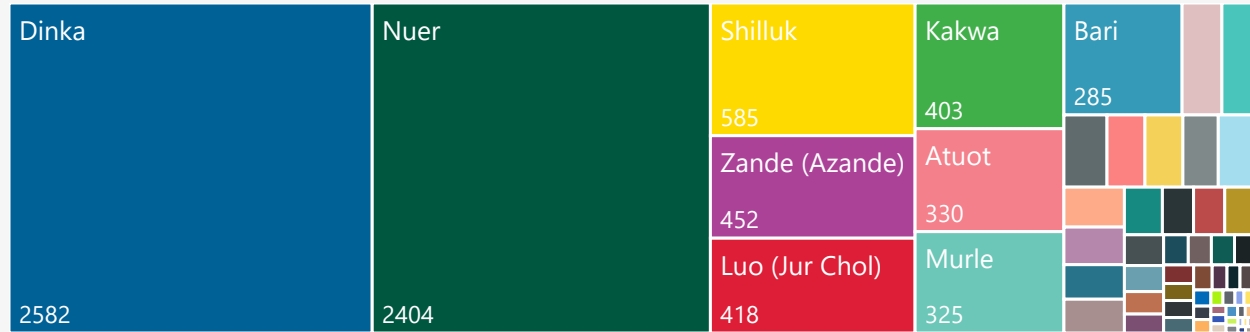 Dinka
2582
Nuer
2404
Shilluk
585
Zande (Azande)
452
Luo (Jur Chol)
418
Kakwa
403
Atuot
330
Murle
325
Bari
285